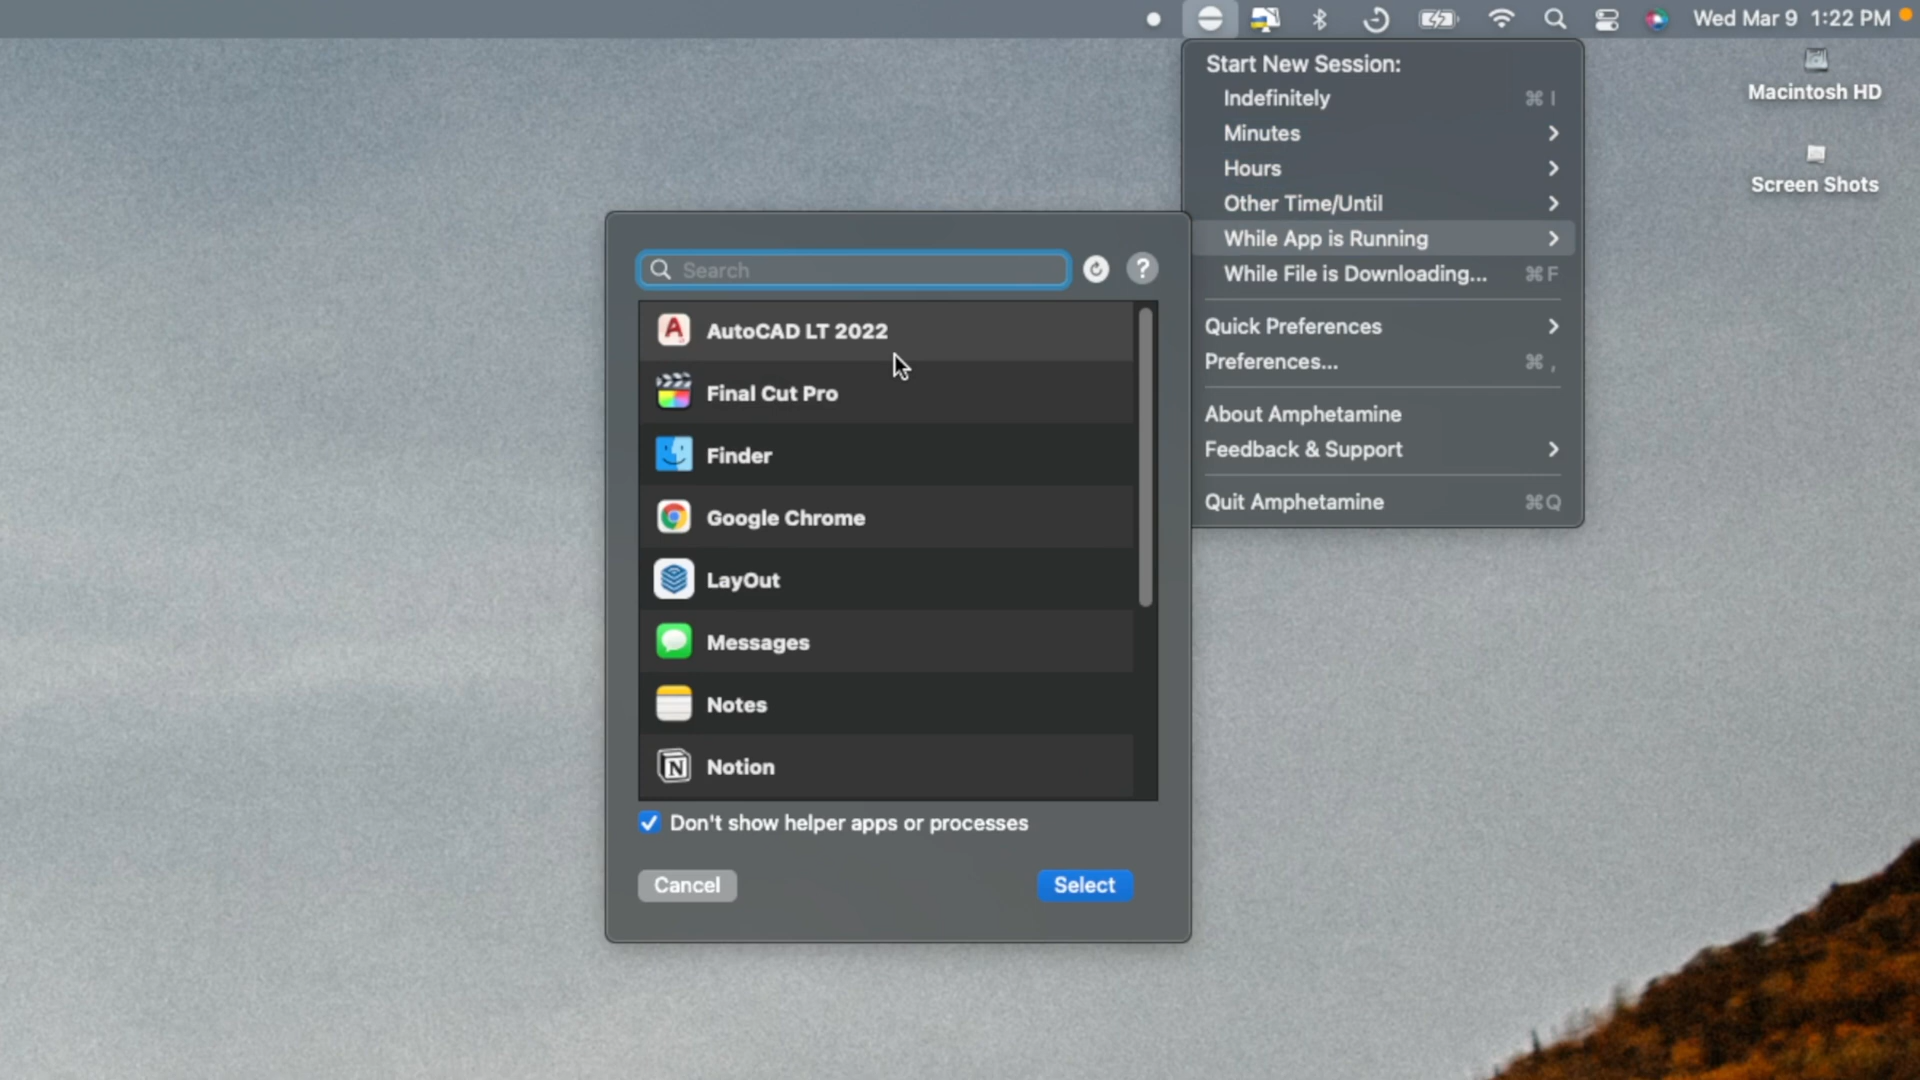 Wed Mar 9 1:22 PM
Macintosh HD
Screen Shots
Start New Session:
Indefinitely ⌘ I
Minutes
Hours
Other Time/Until
While App is Running
While File is Downloading... ⌘ F
Quick Preferences
Preferences... ⌘ ,
About Amphetamine
Feedback & Support
Quit Amphetamine ⌘Q
Search
?
AutoCAD LT 2022
Final Cut Pro
Finder
Google Chrome
LayOut
Messages
Notes
Notion
Don't show helper apps or processes
Cancel
Select